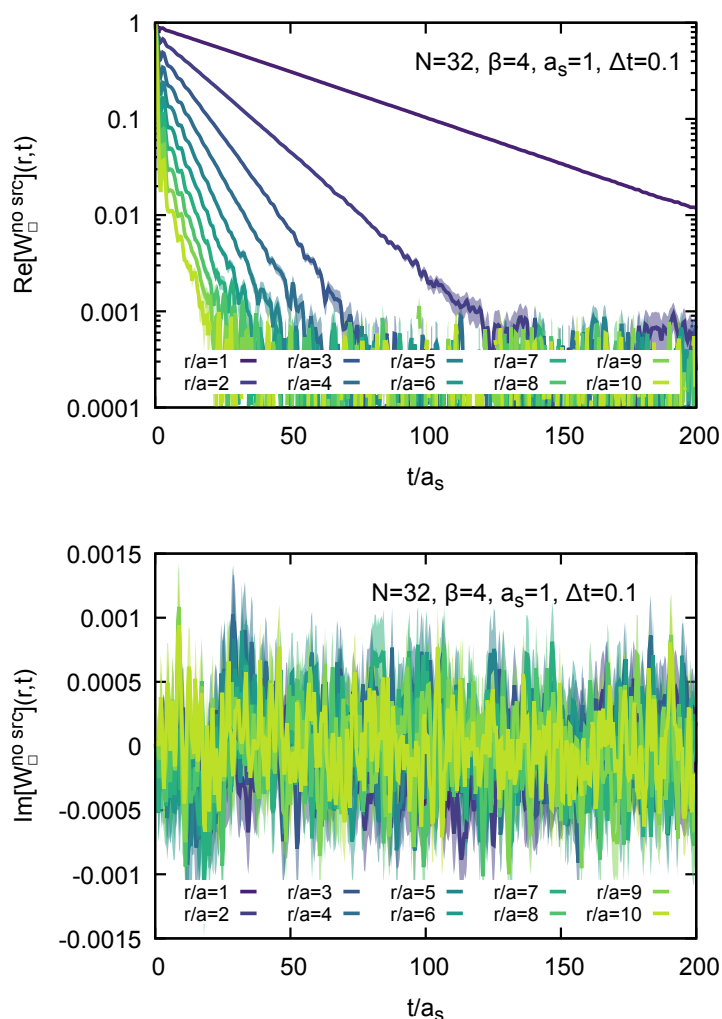 1
0.1
0.01
0.001
0.0001
Re[W□^no src](r,t)
N=32, β=4, a_s=1, Δt=0.1
r/a=1 r/a=3 r/a=5 r/a=7 r/a=9
r/a=2 r/a=4 r/a=6 r/a=8 r/a=10
0 50 100 150 200
t/a_s
0.0015
0.001
0.0005
0
-0.0005
-0.001
-0.0015
Im[W□^no src](r,t)
N=32, β=4, a_s=1, Δt=0.1
r/a=1 r/a=3 r/a=5 r/a=7 r/a=9
r/a=2 r/a=4 r/a=6 r/a=8 r/a=10
0 50 100 150 200
t/a_s